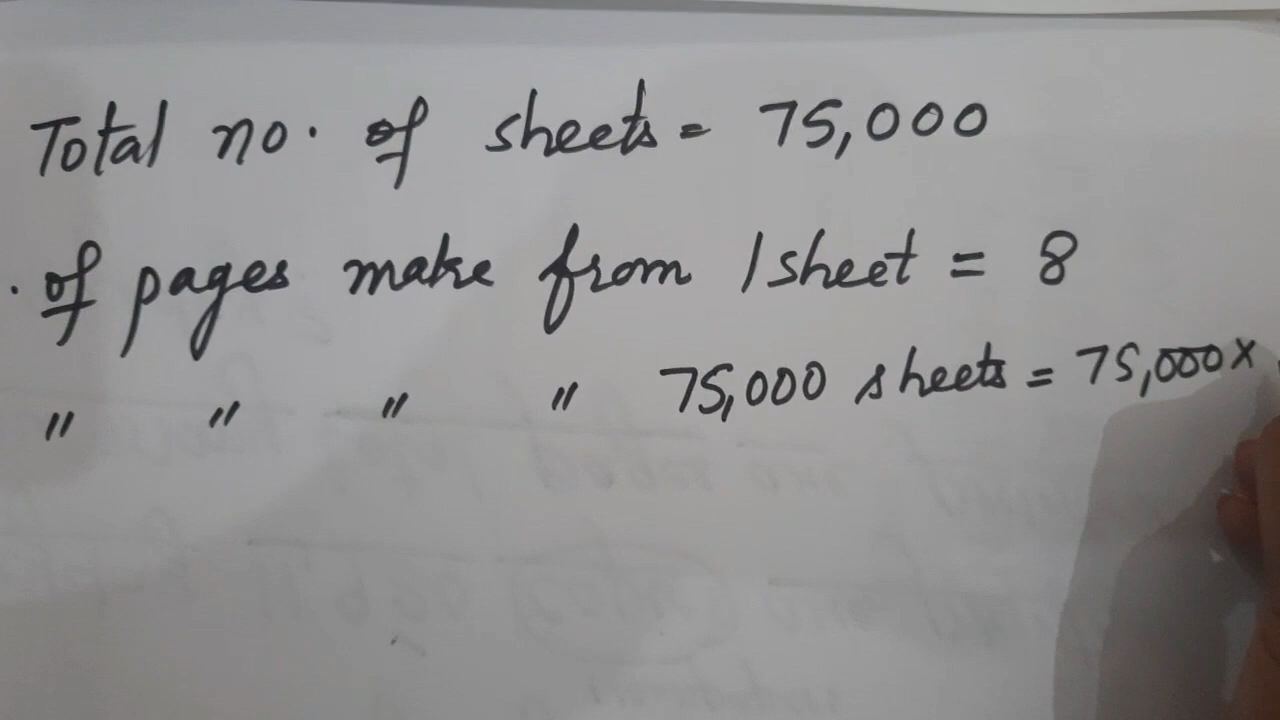 Total no. of sheets = 75,000
. of pages make from 1 sheet = 8
" " " " 75,000 sheets = 75,000 x